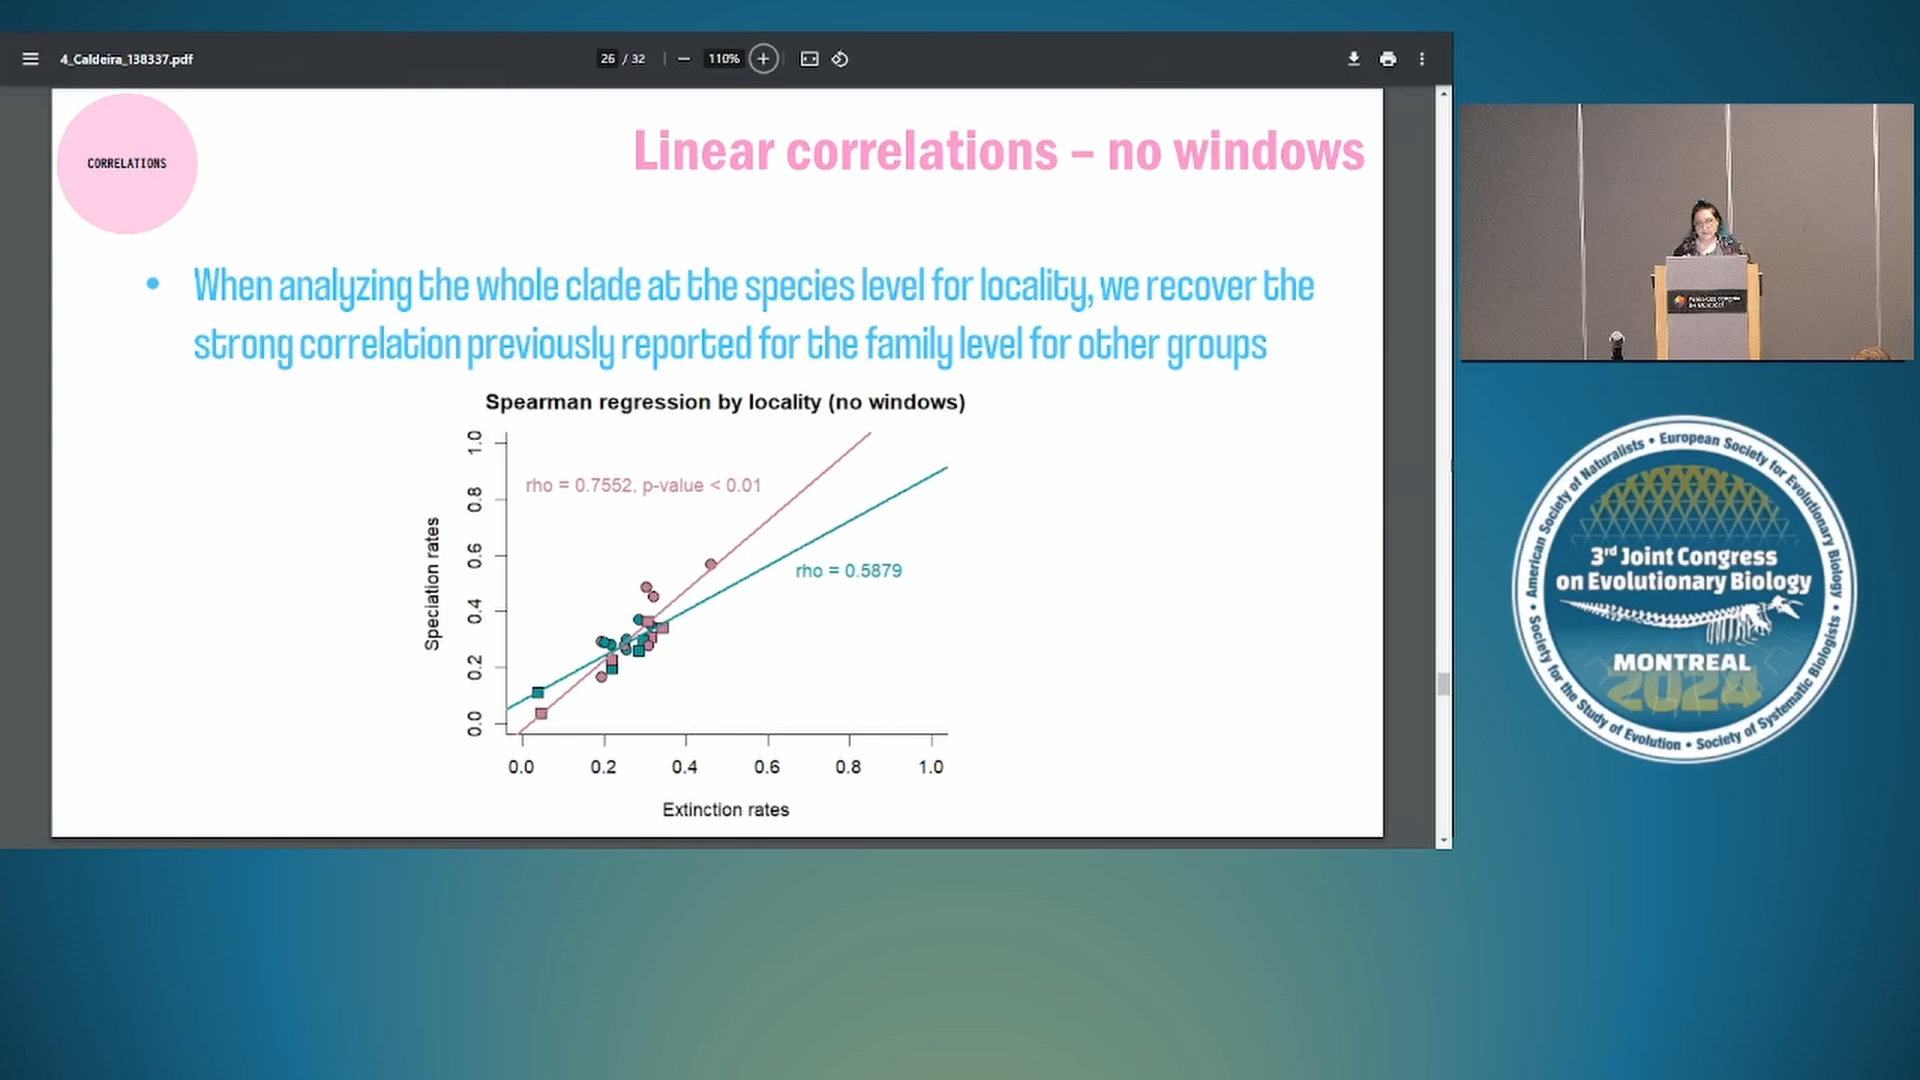 4_Caldeira_138337.pdf
26 / 32
110%
CORRELATIONS
Linear correlations – no windows
• When analyzing the whole clade at the species level for locality, we recover the
strong correlation previously reported for the family level for other groups
Spearman regression by locality (no windows)
rho = 0.7552, p-value < 0.01
rho = 0.5879
Speciation rates
1.0
0.8
0.6
0.4
0.2
0.0
0.0 0.2 0.4 0.6 0.8 1.0
Extinction rates
American Society of Naturalists • European Society for Evolutionary Biology •
Society for the Study of Evolution • Society of Systematic Biologists •
3rd Joint Congress
on Evolutionary Biology
MONTREAL
2024